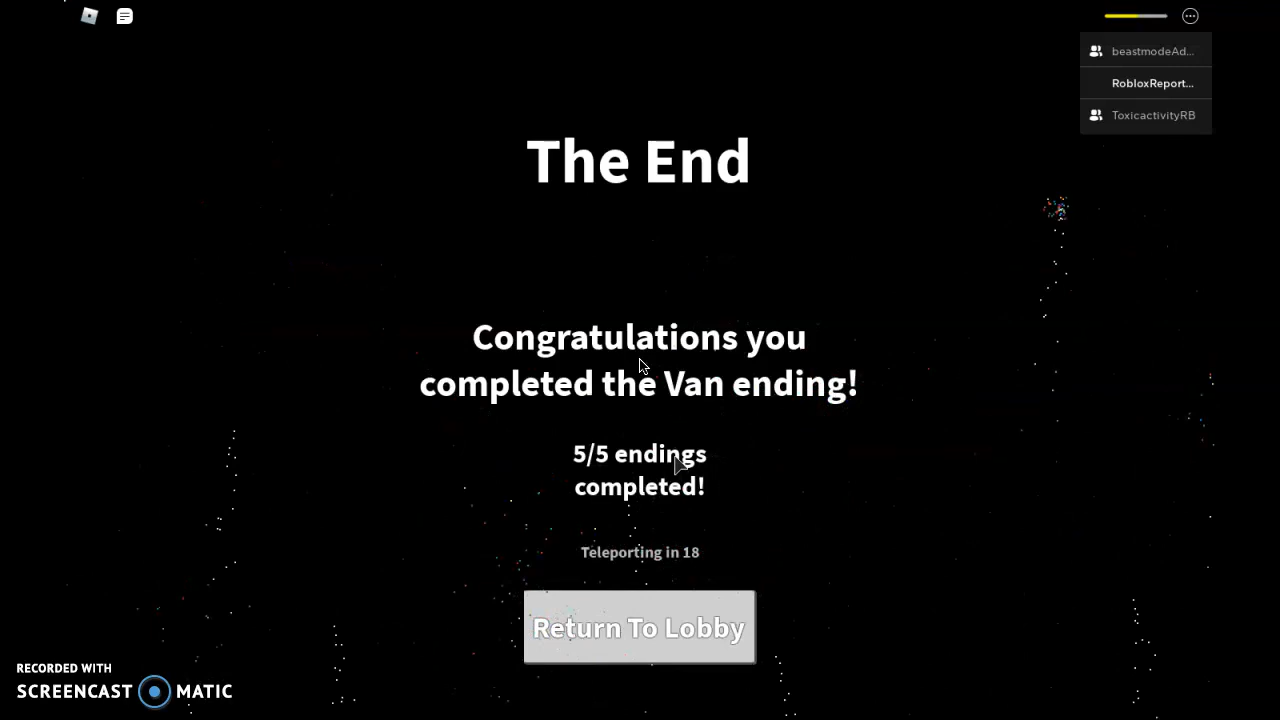 beastmodeAd...
RobloxReport...
ToxicactivityRB
The End
Congratulations you
completed the Van ending!
5/5 endings
completed!
Teleporting in 18
Return To Lobby
RECORDED WITH
SCREENCAST MATIC